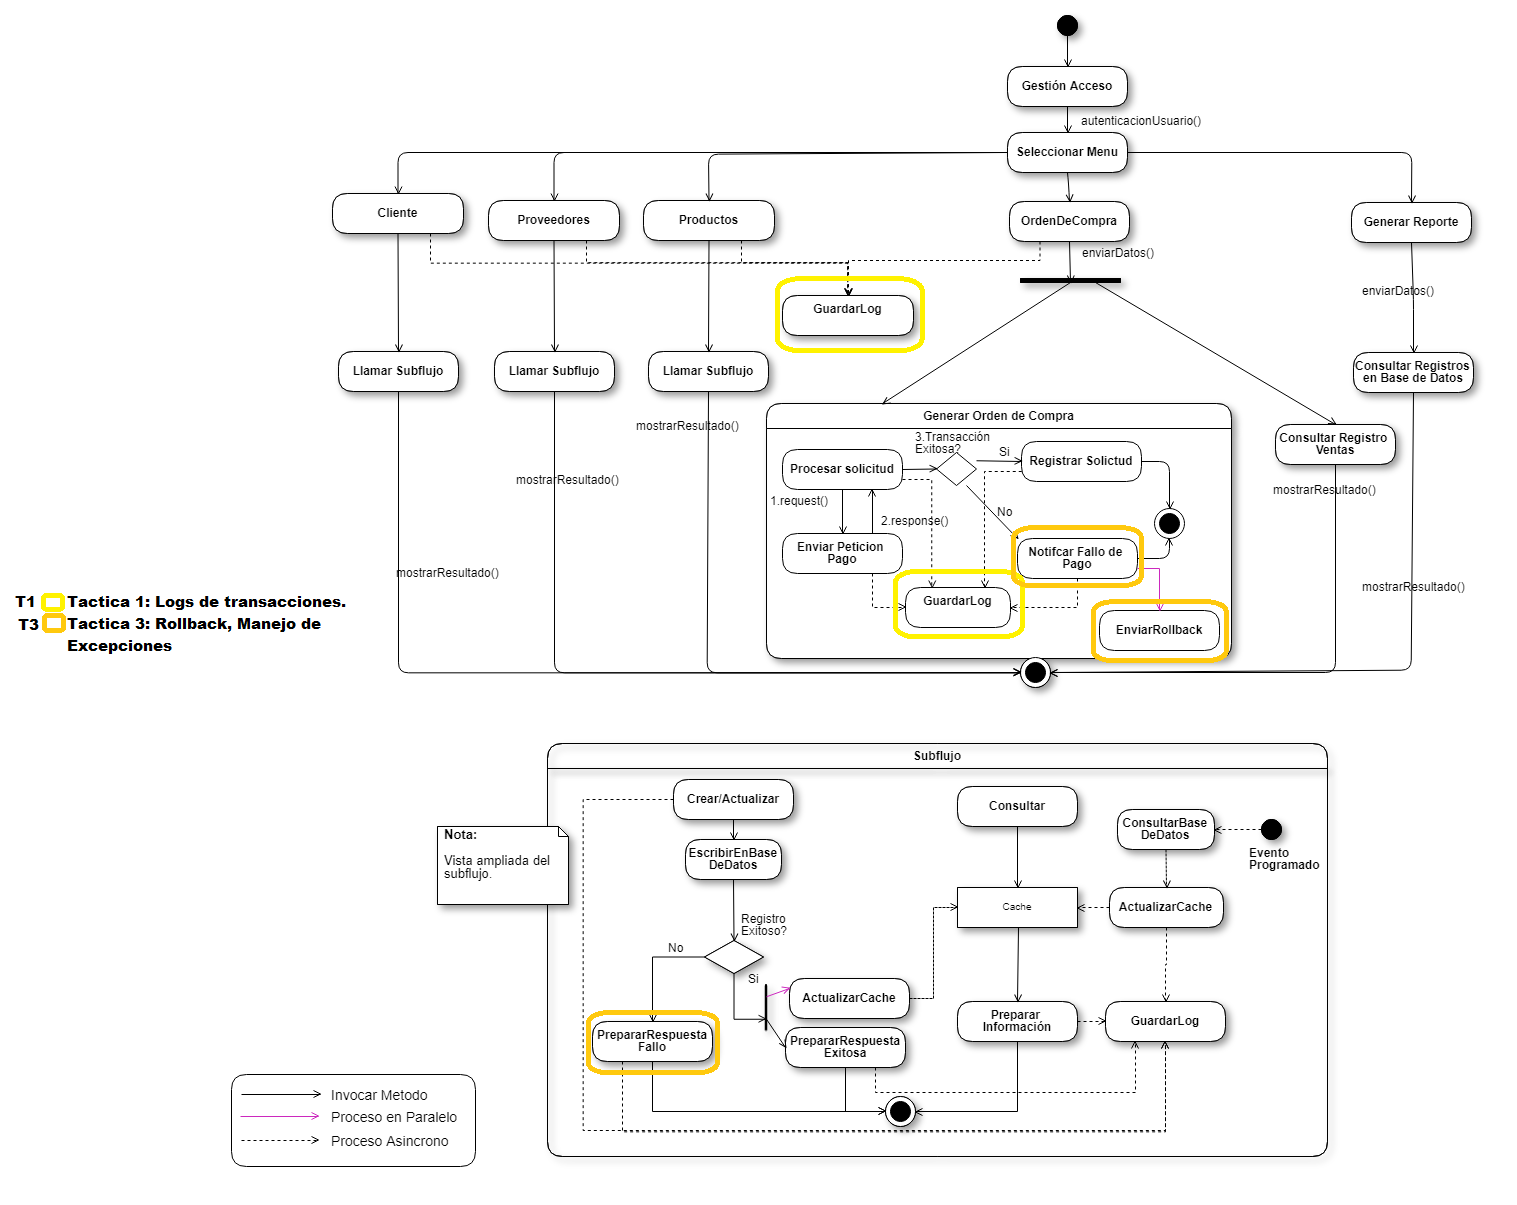 Gestión Acceso
autenticacionUsuario()
Seleccionar Menu
Cliente
Proveedores
Productos
OrdenDeCompra
Generar Reporte
enviarDatos()
enviarDatos()
GuardarLog
Llamar Subflujo
Llamar Subflujo
Llamar Subflujo
Consultar Registros
en Base de Datos
mostrarResultado()
Generar Orden de Compra
3.Transacción
Exitosa?
Si
Procesar solicitud
Registrar Solictud
Consultar Registro
Ventas
mostrarResultado()
mostrarResultado()
1.request()
2.response()
No
Enviar Peticion
Pago
Notifcar Fallo de
Pago
mostrarResultado()
mostrarResultado()
GuardarLog
EnviarRollback
T1 Tactica 1: Logs de transacciones.
T3 Tactica 3: Rollback, Manejo de
Excepciones
Subflujo
Crear/Actualizar
Consultar
ConsultarBase
DeDatos
Evento
Programado
Nota:
Vista ampliada del
subflujo.
EscribirEnBase
DeDatos
Cache
ActualizarCache
Registro
Exitoso?
No
Si
ActualizarCache
PrepararRespuesta
Fallo
PrepararRespuesta
Exitosa
Preparar
Información
GuardarLog
Invocar Metodo
Proceso en Paralelo
Proceso Asincrono